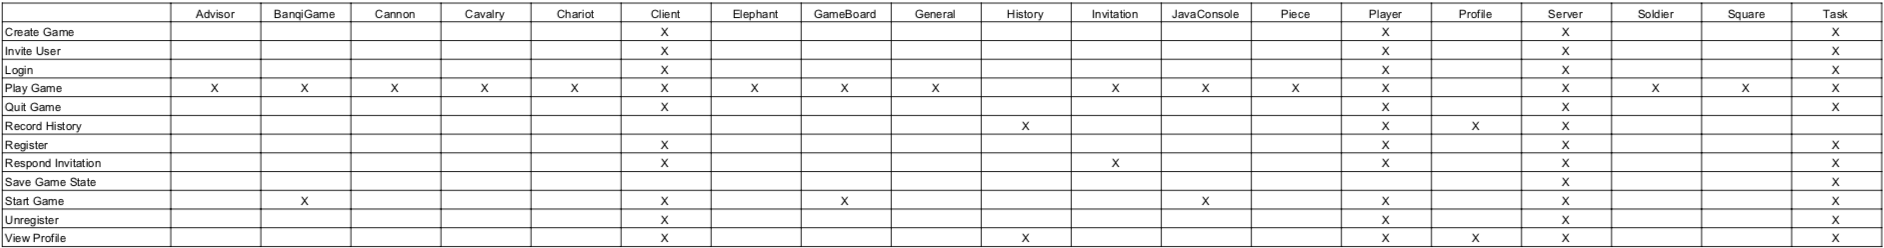 Advisor BanqiGame Cannon Cavalry Chariot Client Elephant GameBoard General History Invitation JavaConsole Piece Player Profile Server Soldier Square Task
Create Game X X X X
Invite User X X X X
Login X X X X
Play Game X X X X X X X X X X X X X X X X X
Quit Game X X X X
Record History X X X X
Register X X X X
Respond Invitation X X X X X
Save Game State X X
Start Game X X X X X X X
Unregister X X X X
View Profile X X X X X X